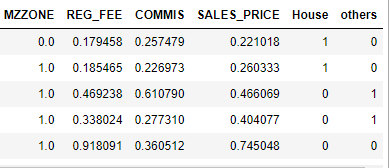 MZZONE REG_FEE COMMIS SALES_PRICE House others
0.0 0.179458 0.257479 0.221018 1 0
1.0 0.185465 0.226973 0.260333 1 0
1.0 0.469238 0.610790 0.466069 0 1
1.0 0.338024 0.277310 0.404077 0 1
1.0 0.918091 0.360512 0.745048 0 0